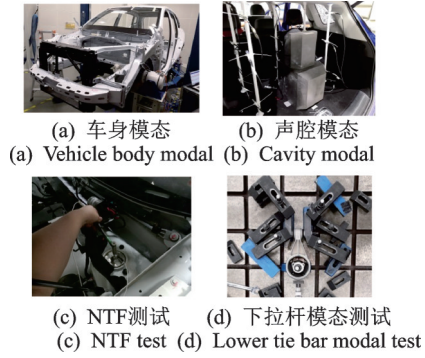 (a) 车身模态 (b) 声腔模态
(a) Vehicle body modal (b) Cavity modal
(c) NTF测试 (d) 下拉杆模态测试
(c) NTF test (d) Lower tie bar modal test